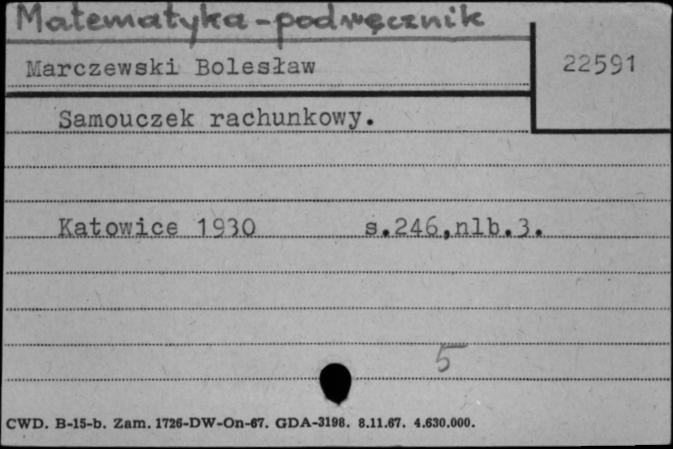 Matematyka-podręcznik
Marczewski Bolesław
22591
Samouczek rachunkowy.
Katowice 1930 s.246,nlb.3.
5
CWD. B-15-b. Zam. 1726-DW-On-67. GDA-3198. 8.11.67. 4.630.000.